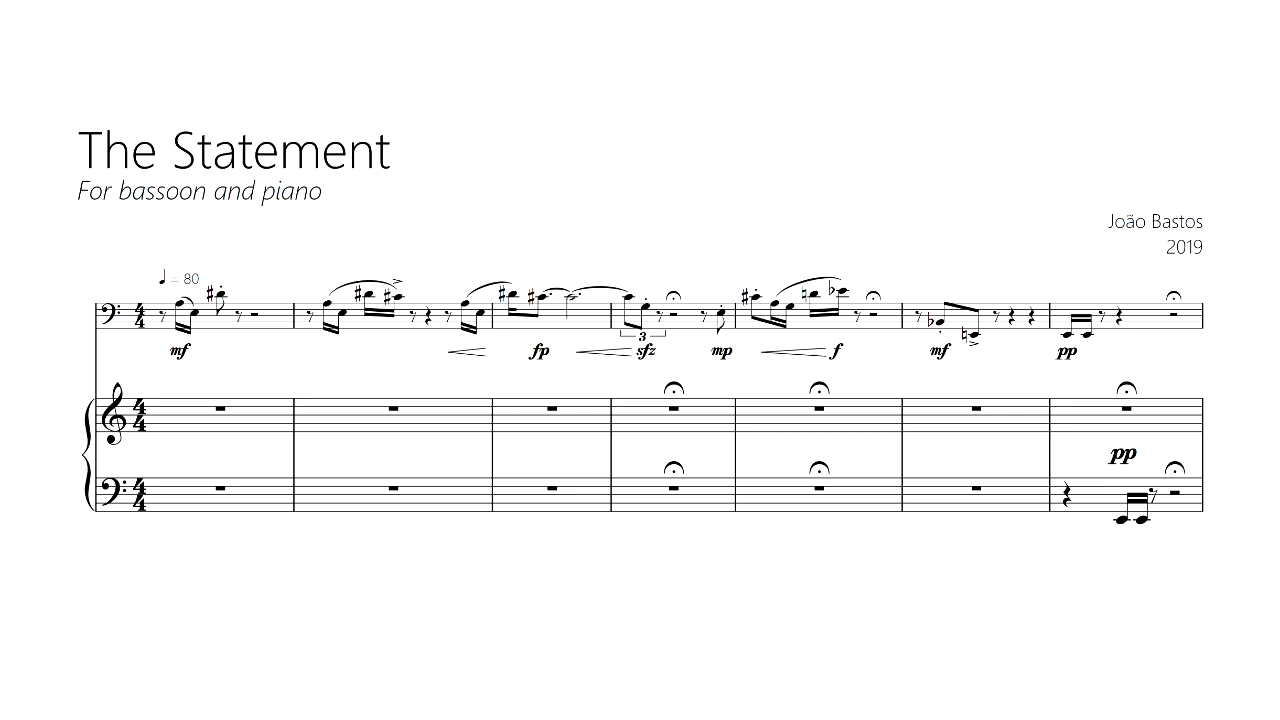 The Statement
For bassoon and piano
João Bastos
2019
♩ = 80
mf
fp
sfz
mp
f
mf
pp
3
pp